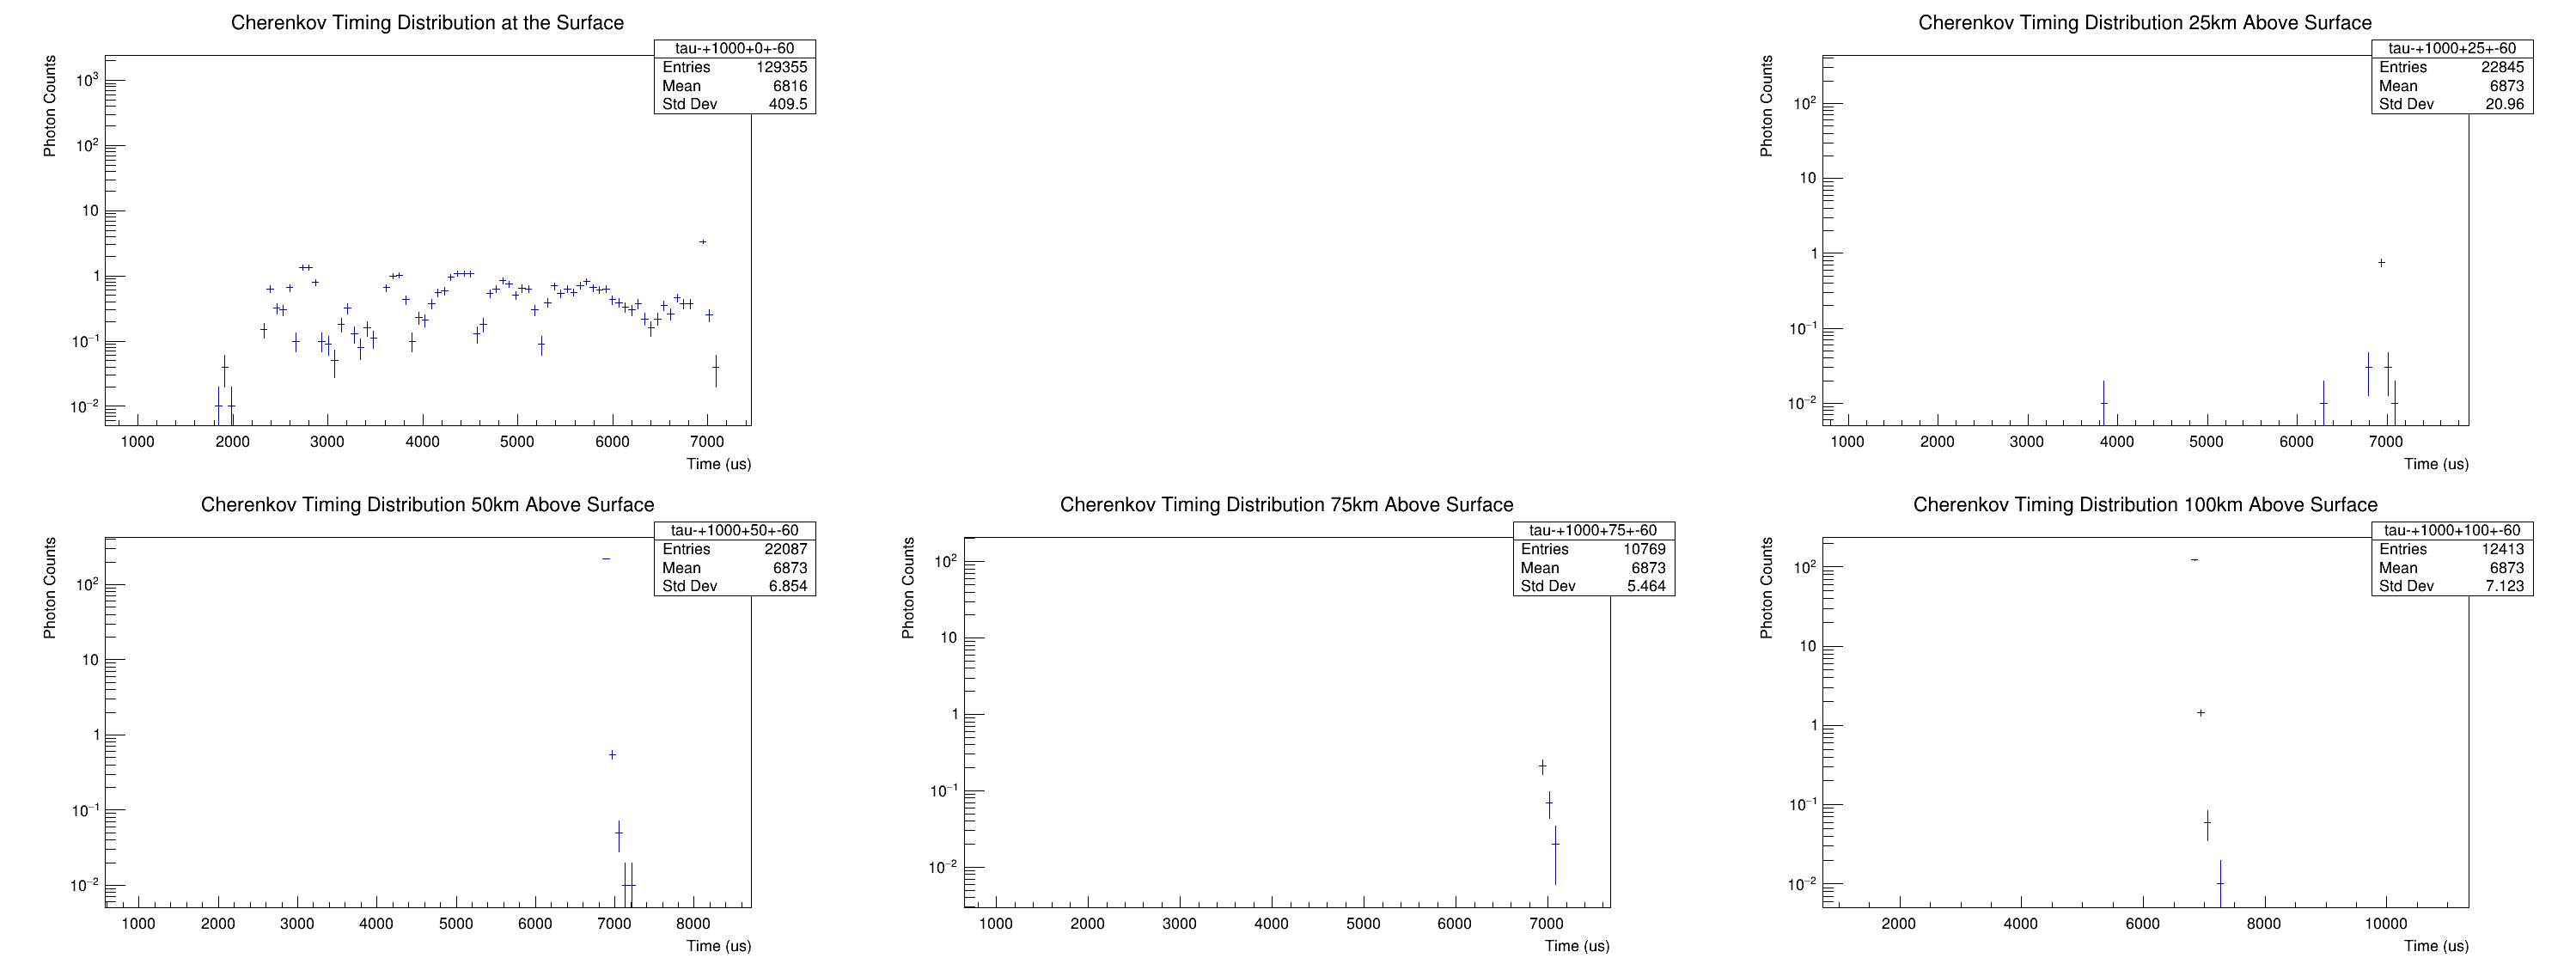 Cherenkov Timing Distribution at the Surface
tau-+1000+0+-60
Entries 129355
Mean 6816
Std Dev 409.5
Photon Counts
10³
10²
10
1
10⁻¹
10⁻²
1000 2000 3000 4000 5000 6000 7000
Time (us)
Cherenkov Timing Distribution 25km Above Surface
tau-+1000+25+-60
Entries 22845
Mean 6873
Std Dev 20.96
Photon Counts
10²
10
1
10⁻¹
10⁻²
1000 2000 3000 4000 5000 6000 7000
Time (us)
Cherenkov Timing Distribution 50km Above Surface
tau-+1000+50+-60
Entries 22087
Mean 6873
Std Dev 6.854
Photon Counts
10²
10
1
10⁻¹
10⁻²
1000 2000 3000 4000 5000 6000 7000 8000
Time (us)
Cherenkov Timing Distribution 75km Above Surface
tau-+1000+75+-60
Entries 10769
Mean 6873
Std Dev 5.464
Photon Counts
10²
10
1
10⁻¹
10⁻²
1000 2000 3000 4000 5000 6000 7000
Time (us)
Cherenkov Timing Distribution 100km Above Surface
tau-+1000+100+-60
Entries 12413
Mean 6873
Std Dev 7.123
Photon Counts
10²
10
1
10⁻¹
10⁻²
2000 4000 6000 8000 10000
Time (us)